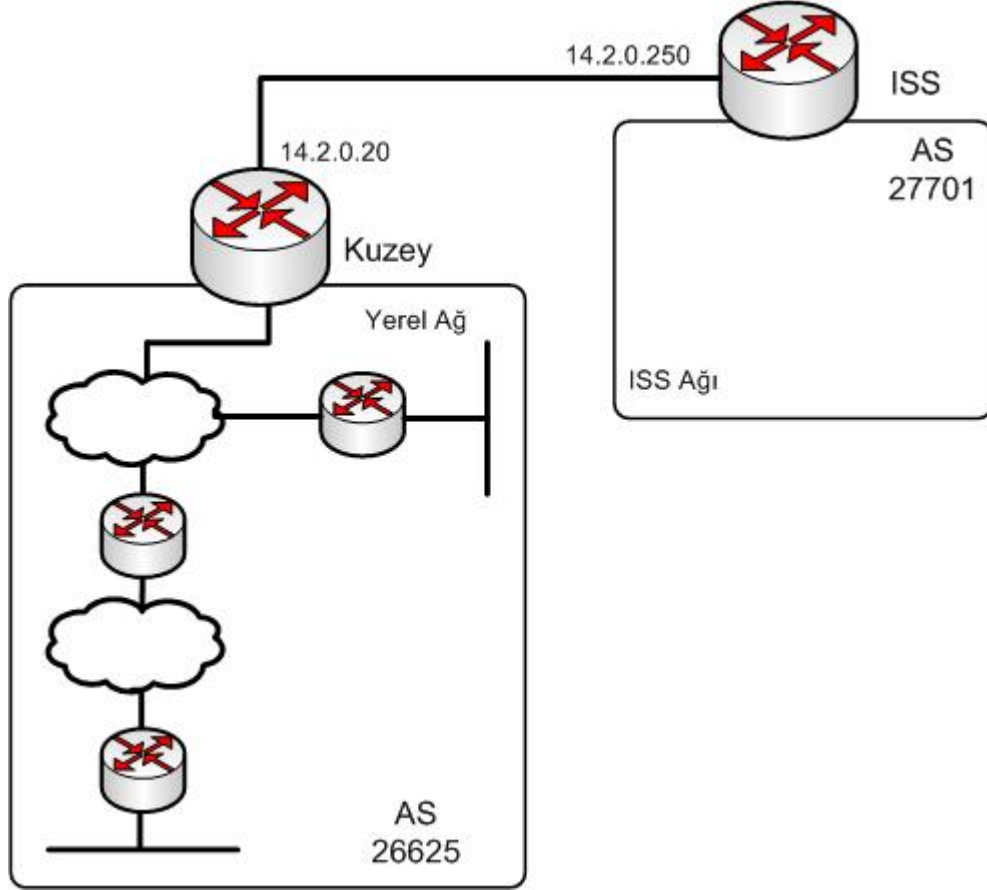 14.2.0.250
ISS
AS
27701
14.2.0.20
Kuzey
Yerel Ağ
ISS Ağı
AS
26625